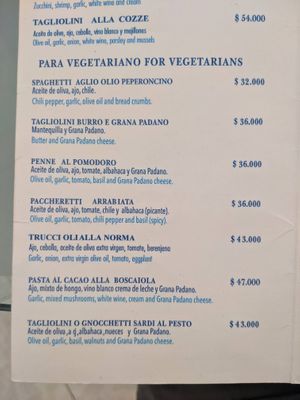 Zucchini, shrimp, garlic, white wine and cream
TAGLIOLINI ALLA COZZE $ 54.000
Aceite de oliva, ajo, cebolla, vino blanco y mejillones
Olive oil, garlic, onion, white wine, parsley and mussels
PARA VEGETARIANO FOR VEGETARIANS
SPAGHETTI AGLIO OLIO PEPERONCINO $ 32.000
Aceite de oliva, ajo, chile.
Chili pepper, garlic, olive oil and bread crumbs.
TAGLIOLINI BURRO E GRANA PADANO $ 36.000
Mantequilla y Grana Padano.
Butter and Grana Padano cheese.
PENNE AL POMODORO $ 36.000
Aceite de oliva, ajo, tomate, albahaca y Grana Padano.
Olive oil, garlic, tomato, basil and Grana Padano cheese.
PACCHERETTI ARRABIATA $ 36.000
Aceite de oliva, ajo, tomate, chile y albahaca (picante).
Olive oil, garlic, tomato, chili pepper and basil (spicy).
TRUCCIOLI ALLA NORMA $ 43.000
Ajo, cebolla, aceite de oliva extra virgen, tomate, berenjena
Garlic, onion, extra virgin olive oil, tomato, eggplant
PASTA AL CACAO ALLA BOSCAIOLA $ 47.000
Ajo, mixto de hongo, vino blanco crema de leche y Grana Padano.
Garlic, mixed mushrooms, white wine, cream and Grana Padano cheese.
TAGLIOLINI O GNOCCHETTI SARDI AL PESTO $ 43.000
Aceite de oliva ,albahaca,nueces y Grana Padano.
Olive oil, garlic, basil, walnuts and Grana Padano cheese.